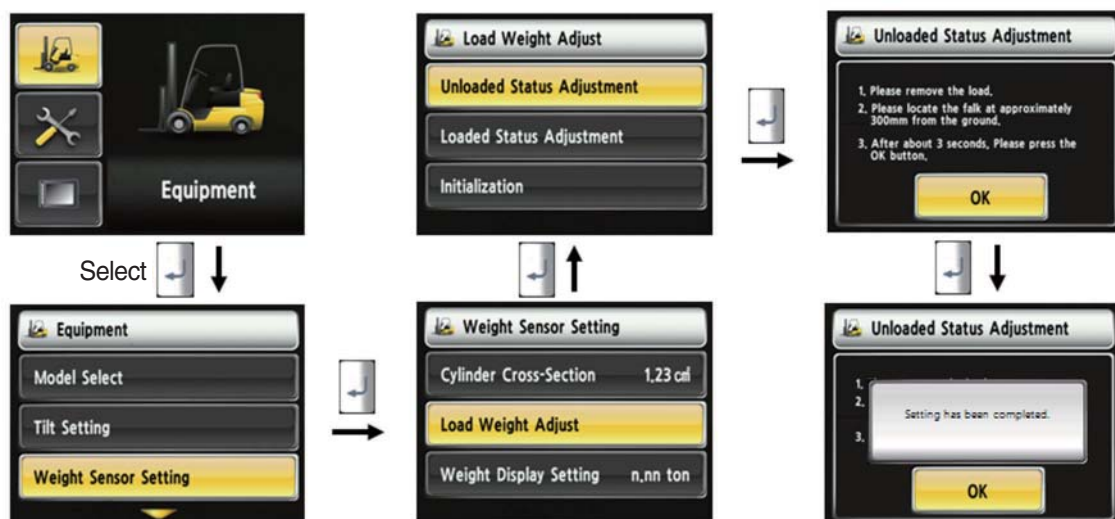 Equipment
Select
Equipment
Model Select
Tilt Setting
Weight Sensor Setting
Weight Sensor Setting
Cylinder Cross-Section 1.23 cm²
Load Weight Adjust
Weight Display Setting n.nn ton
Load Weight Adjust
Unloaded Status Adjustment
Loaded Status Adjustment
Initialization
Unloaded Status Adjustment
1. Please remove the load.
2. Please locate the falk at approximately
300mm from the ground.
3. After about 3 seconds, Please press the
OK button.
OK
Unloaded Status Adjustment
1.
2.
3.
Setting has been completed.
OK